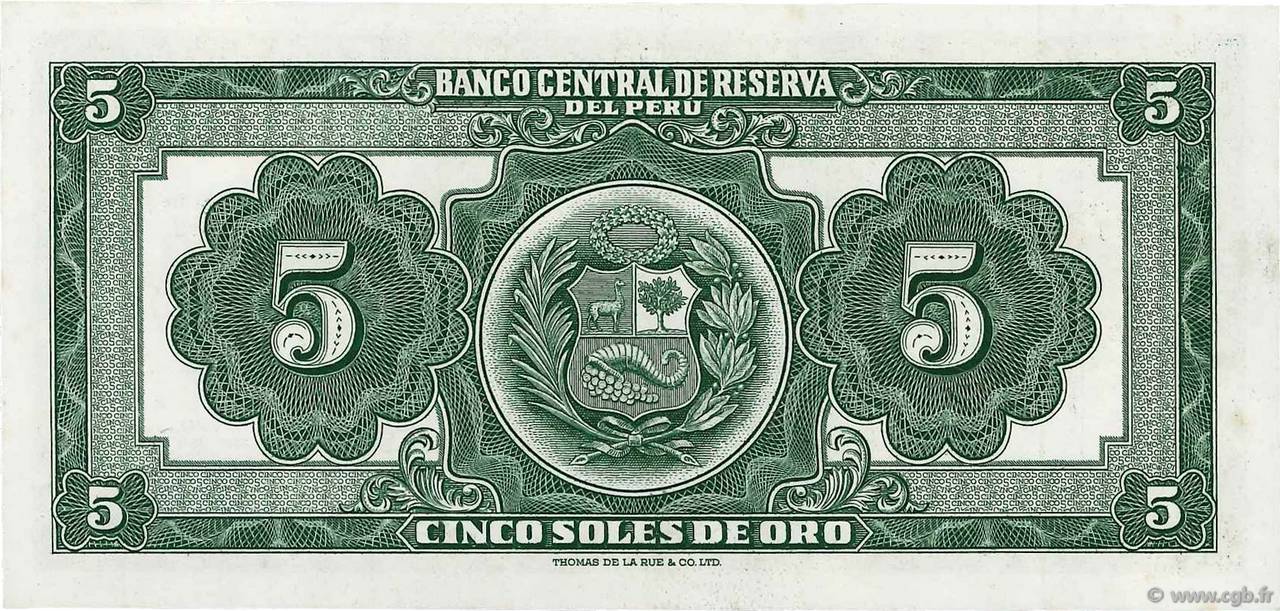 5 5
BANCO CENTRAL DE RESERVA
DEL PERÚ
5 5
5 5
CINCO SOLES DE ORO
THOMAS DE LA RUE & CO. LTD.
© www.cgb.fr